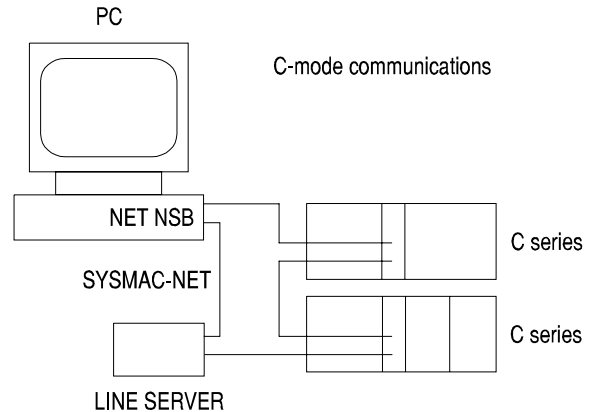 PC
C-mode communications
NET NSB
C series
SYSMAC-NET
C series
LINE SERVER